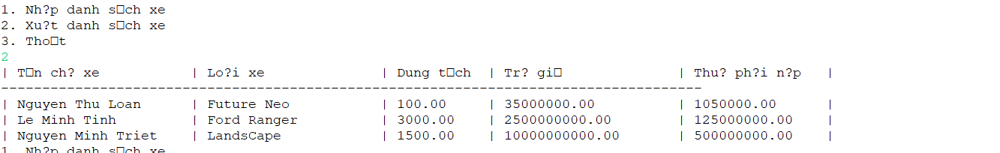 1. Nh?p danh s□ch xe
2. Xu?t danh s□ch xe
3. Tho□t
2
| T□n ch? xe | Lo?i xe | Dung t□ch | Tr? gi□ | Thu? ph?i n?p |
-------------------------------------------------------------------------------------
| Nguyen Thu Loan | Future Neo | 100.00 | 35000000.00 | 1050000.00 |
| Le Minh Tinh | Ford Ranger | 3000.00 | 2500000000.00 | 125000000.00 |
| Nguyen Minh Triet | LandsCape | 1500.00 | 10000000000.00 | 500000000.00 |
1. Nh?p danh s□ch xe